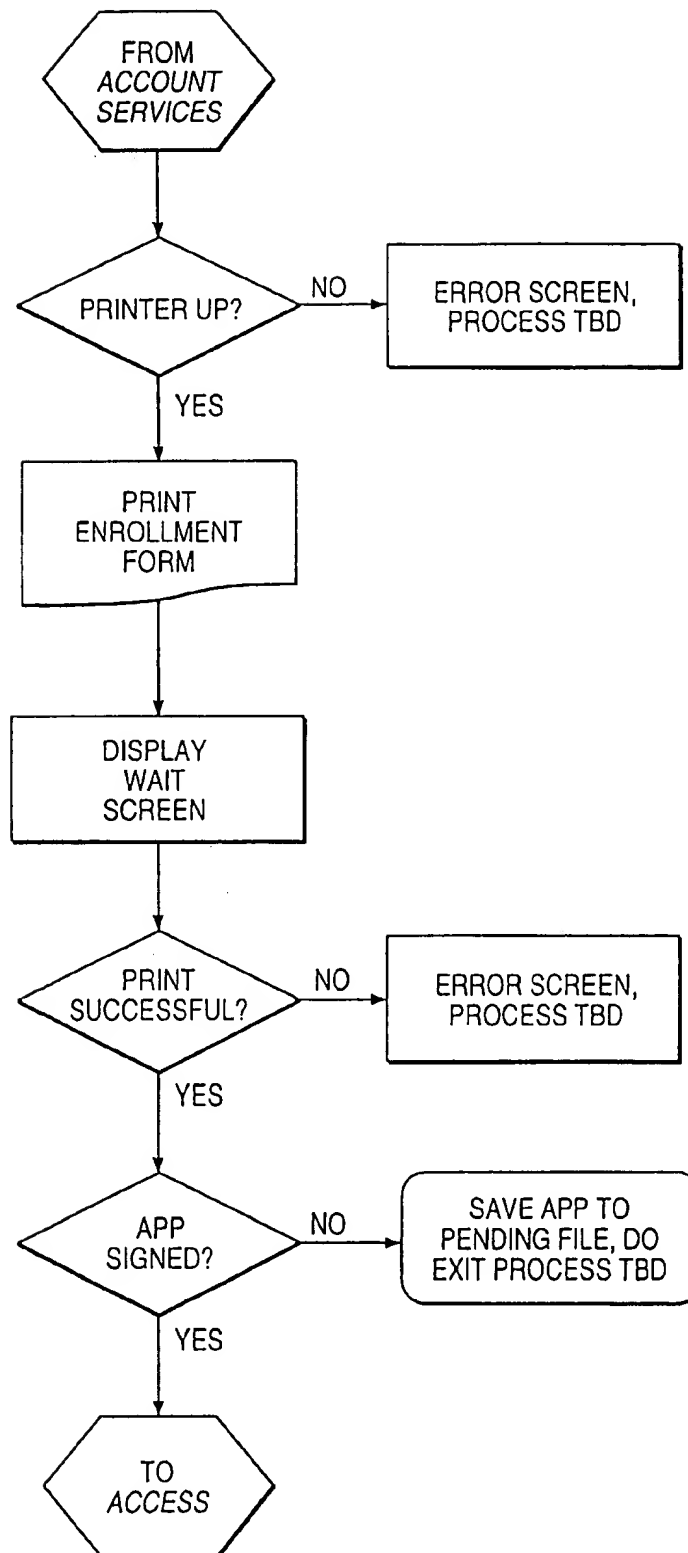 FROM
ACCOUNT
SERVICES
PRINTER UP?
NO
ERROR SCREEN,
PROCESS TBD
YES
PRINT
ENROLLMENT
FORM
DISPLAY
WAIT
SCREEN
PRINT
SUCCESSFUL?
NO
ERROR SCREEN,
PROCESS TBD
YES
APP
SIGNED?
NO
SAVE APP TO
PENDING FILE, DO
EXIT PROCESS TBD
YES
TO
ACCESS